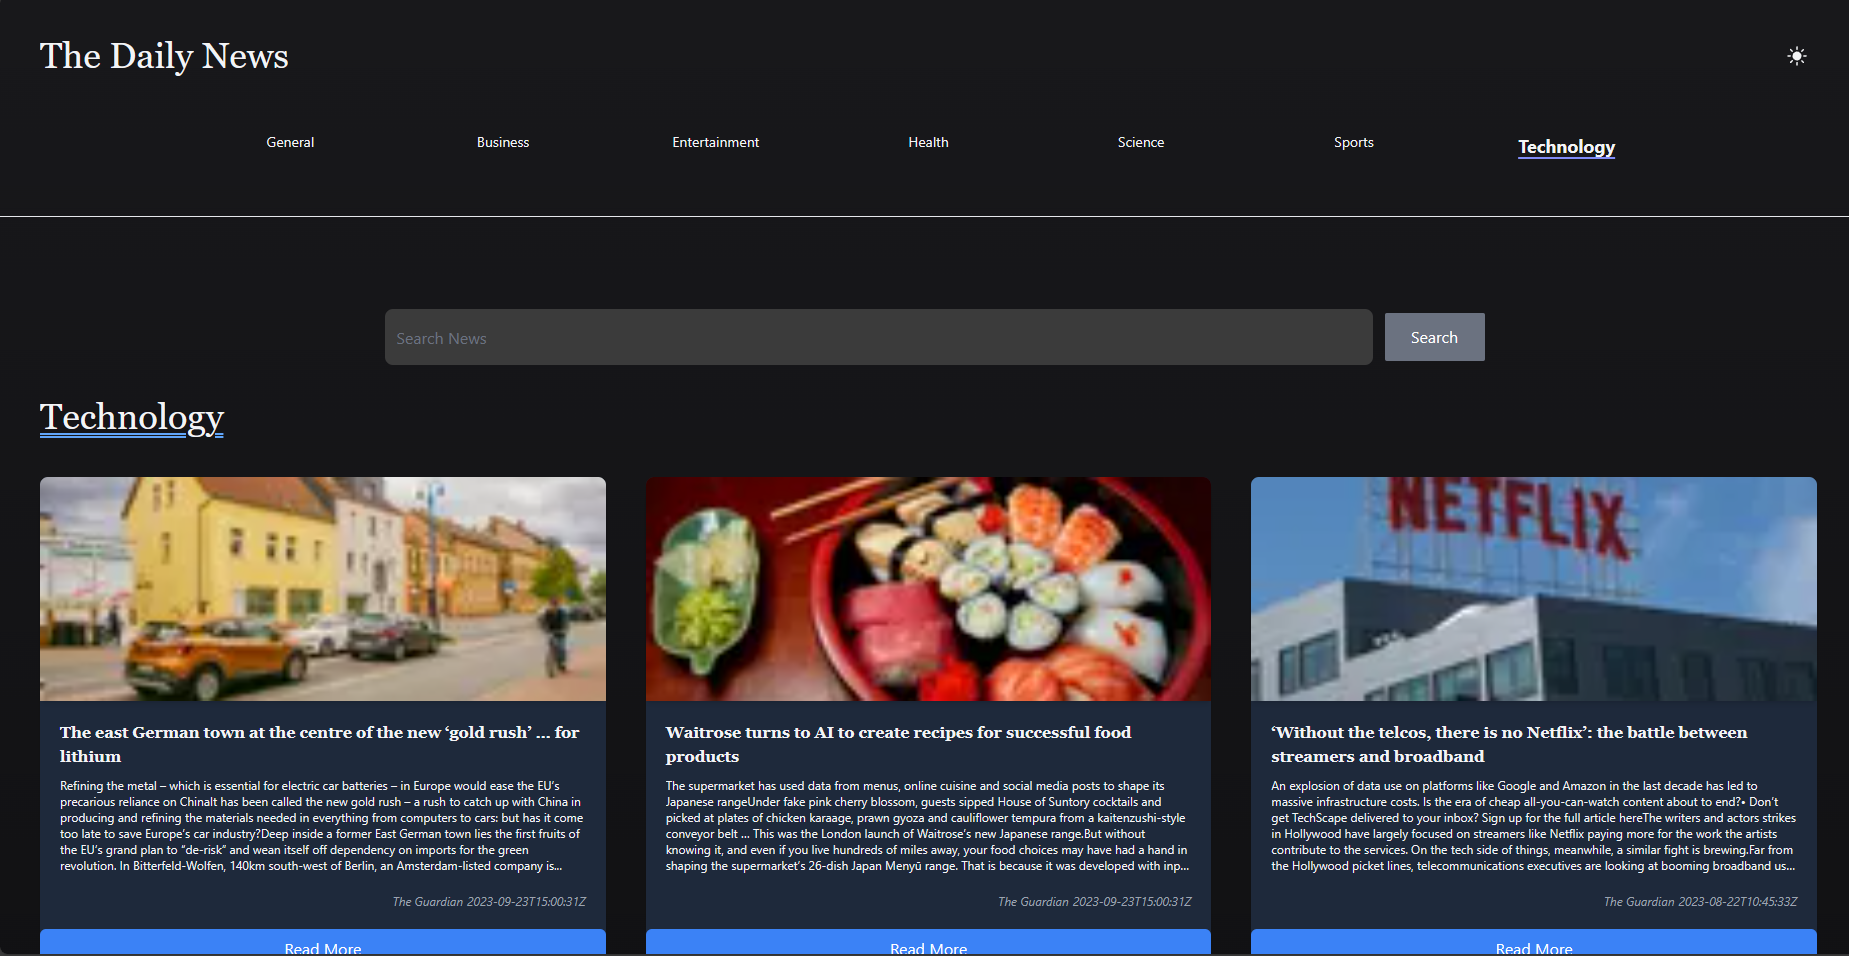 The Daily News
General
Business
Entertainment
Health
Science
Sports
Technology
Search News
Search
Technology
NETFLIX
The east German town at the centre of the new ‘gold rush’ … for
lithium
Refining the metal – which is essential for electric car batteries – in Europe would ease the EU’s
precarious reliance on ChinaIt has been called the new gold rush – a rush to catch up with China in
producing and refining the materials needed in everything from computers to cars: but has it come
too late to save Europe’s car industry?Deep inside a former East German town lies the first fruits of
the EU’s grand plan to “de-risk” and wean itself off dependency on imports for the green
revolution. In Bitterfeld-Wolfen, 140km south-west of Berlin, an Amsterdam-listed company is...
The Guardian 2023-09-23T15:00:31Z
Read More
Waitrose turns to AI to create recipes for successful food
products
The supermarket has used data from menus, online cuisine and social media posts to shape its
Japanese rangeUnder fake pink cherry blossom, guests sipped House of Suntory cocktails and
picked at plates of chicken karaage, prawn gyoza and cauliflower tempura from a kaitenzushi-style
conveyor belt … This was the London launch of Waitrose’s new Japanese range.But without
knowing it, and even if you live hundreds of miles away, your food choices may have had a hand in
shaping the supermarket’s 26-dish Japan Menyū range. That is because it was developed with inp...
The Guardian 2023-09-23T15:00:31Z
Read More
‘Without the telcos, there is no Netflix’: the battle between
streamers and broadband
An explosion of data use on platforms like Google and Amazon in the last decade has led to
massive infrastructure costs. Is the era of cheap all-you-can-watch content about to end?• Don’t
get TechScape delivered to your inbox? Sign up for the full article hereThe writers and actors strikes
in Hollywood have largely focused on streamers like Netflix paying more for the work the artists
contribute to the services. On the tech side of things, meanwhile, a similar fight is brewing.Far from
the Hollywood picket lines, telecommunications executives are looking at booming broadband us...
The Guardian 2023-08-22T10:45:33Z
Read More